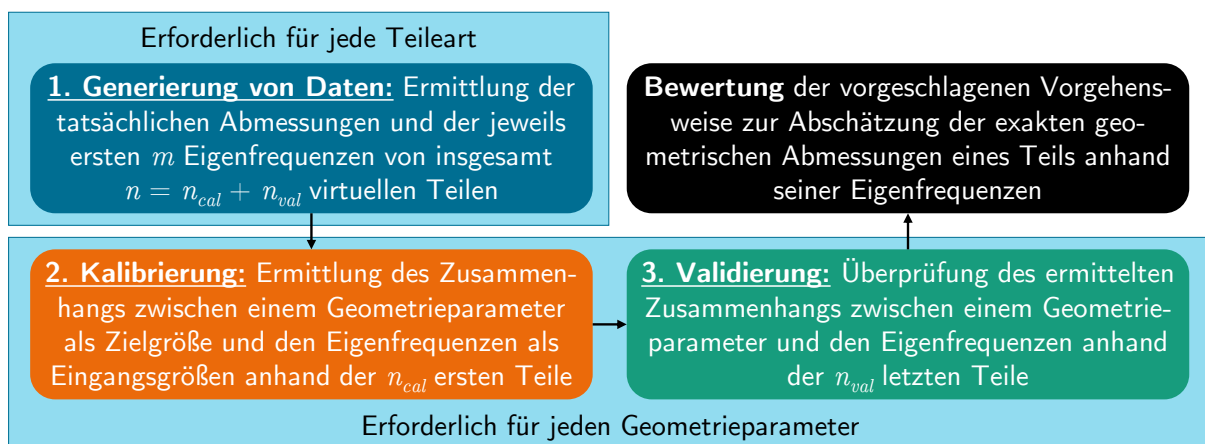 Erforderlich für jede Teileart
1. Generierung von Daten: Ermittlung der
tatsächlichen Abmessungen und der jeweils
ersten m Eigenfrequenzen von insgesamt
n = n_cal + n_val virtuellen Teilen
Bewertung der vorgeschlagenen Vorgehens-
weise zur Abschätzung der exakten geo-
metrischen Abmessungen eines Teils anhand
seiner Eigenfrequenzen
2. Kalibrierung: Ermittlung des Zusammen-
hangs zwischen einem Geometrieparameter
als Zielgröße und den Eigenfrequenzen als
Eingangsgrößen anhand der n_cal ersten Teile
3. Validierung: Überprüfung des ermittelten
Zusammenhangs zwischen einem Geometrie-
parameter und den Eigenfrequenzen anhand
der n_val letzten Teile
Erforderlich für jeden Geometrieparameter